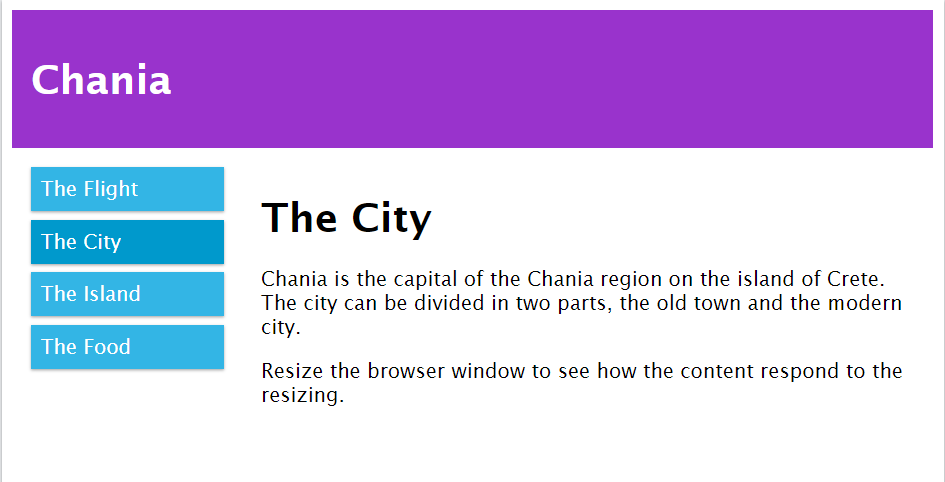 Chania
The Flight
The City
The Island
The Food
The City
Chania is the capital of the Chania region on the island of Crete.
The city can be divided in two parts, the old town and the modern
city.
Resize the browser window to see how the content respond to the
resizing.